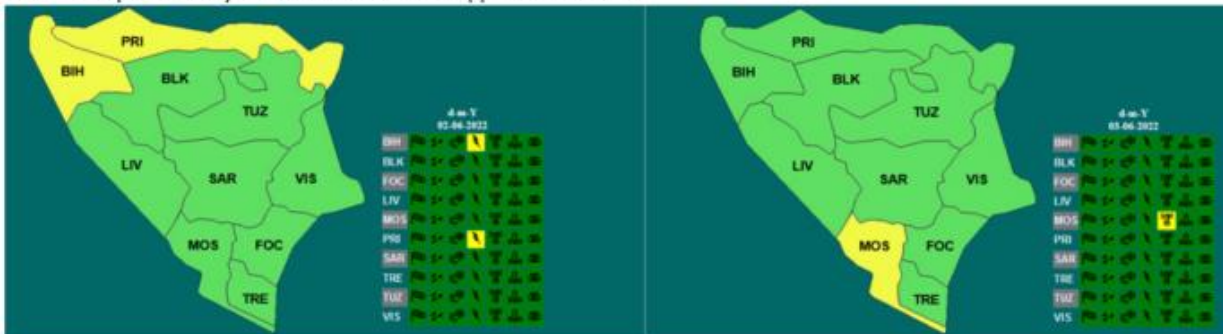 PRI
BIH
BLK
TUZ
LIV
SAR
VIS
MOS
FOC
TRE
d-m-Y
02-06-2022
BIH
BLK
FOC
LIV
MOS
PRI
SAR
TRE
TUZ
VIS
PRI
BIH
BLK
TUZ
LIV
SAR
VIS
MOS
FOC
TRE
d-m-Y
03-06-2022
BIH
BLK
FOC
LIV
MOS
PRI
SAR
TRE
TUZ
VIS